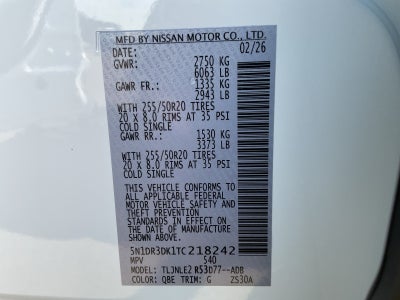 MFD BY NISSAN MOTOR CO., LTD.
DATE: 02/26
GVWR: 2750 KG
6063 LB
GAWR FR.: 1335 KG
2943 LB
WITH 255/50R20 TIRES
20 x 8.0 RIMS AT 35 PSI
COLD SINGLE
GAWR RR.: 1530 KG
3373 LB
WITH 255/50R20 TIRES
20 x 8.0 RIMS AT 35 PSI
COLD SINGLE
THIS VEHICLE CONFORMS TO
ALL APPLICABLE FEDERAL
MOTOR VEHICLE SAFETY AND
THEFT PREVENTION
STANDARDS IN EFFECT ON
THE DATE OF MANUFACTURE
SHOWN ABOVE.
5N1DR3DK1TC218242
MPV S40
MODEL: TLJNLE2 R53D77--ADB
COLOR: QBE TRIM: G ZS30A